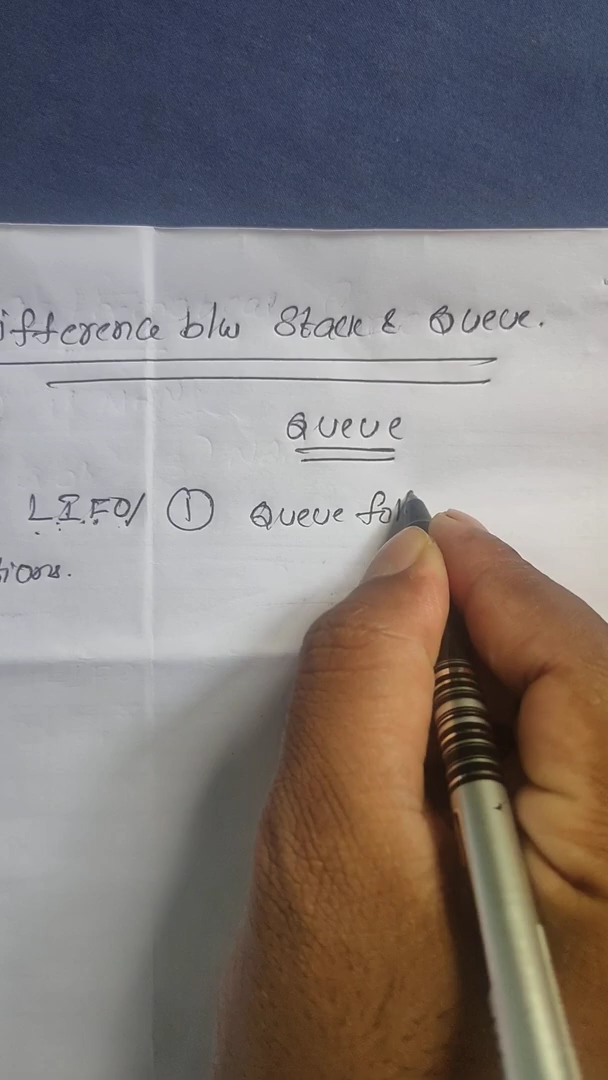 ifference b/w Stack & Queue.
Queue
LIFO/ ① Queue fol
tions.